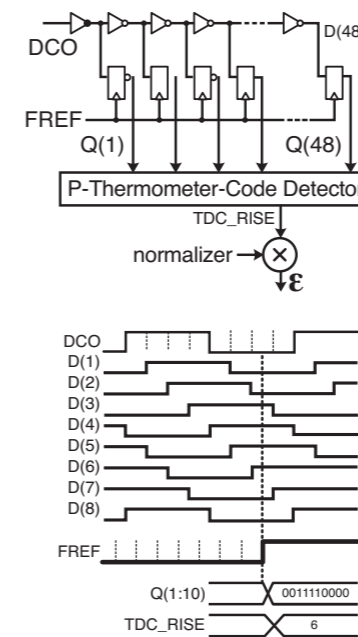 D(48
DCO
FREF
Q(1)
Q(48)
P-Thermometer-Code Detector
TDC_RISE
normalizer
×
ε
DCO
D(1)
D(2)
D(3)
D(4)
D(5)
D(6)
D(7)
D(8)
FREF
Q(1:10)
0011110000
TDC_RISE
6